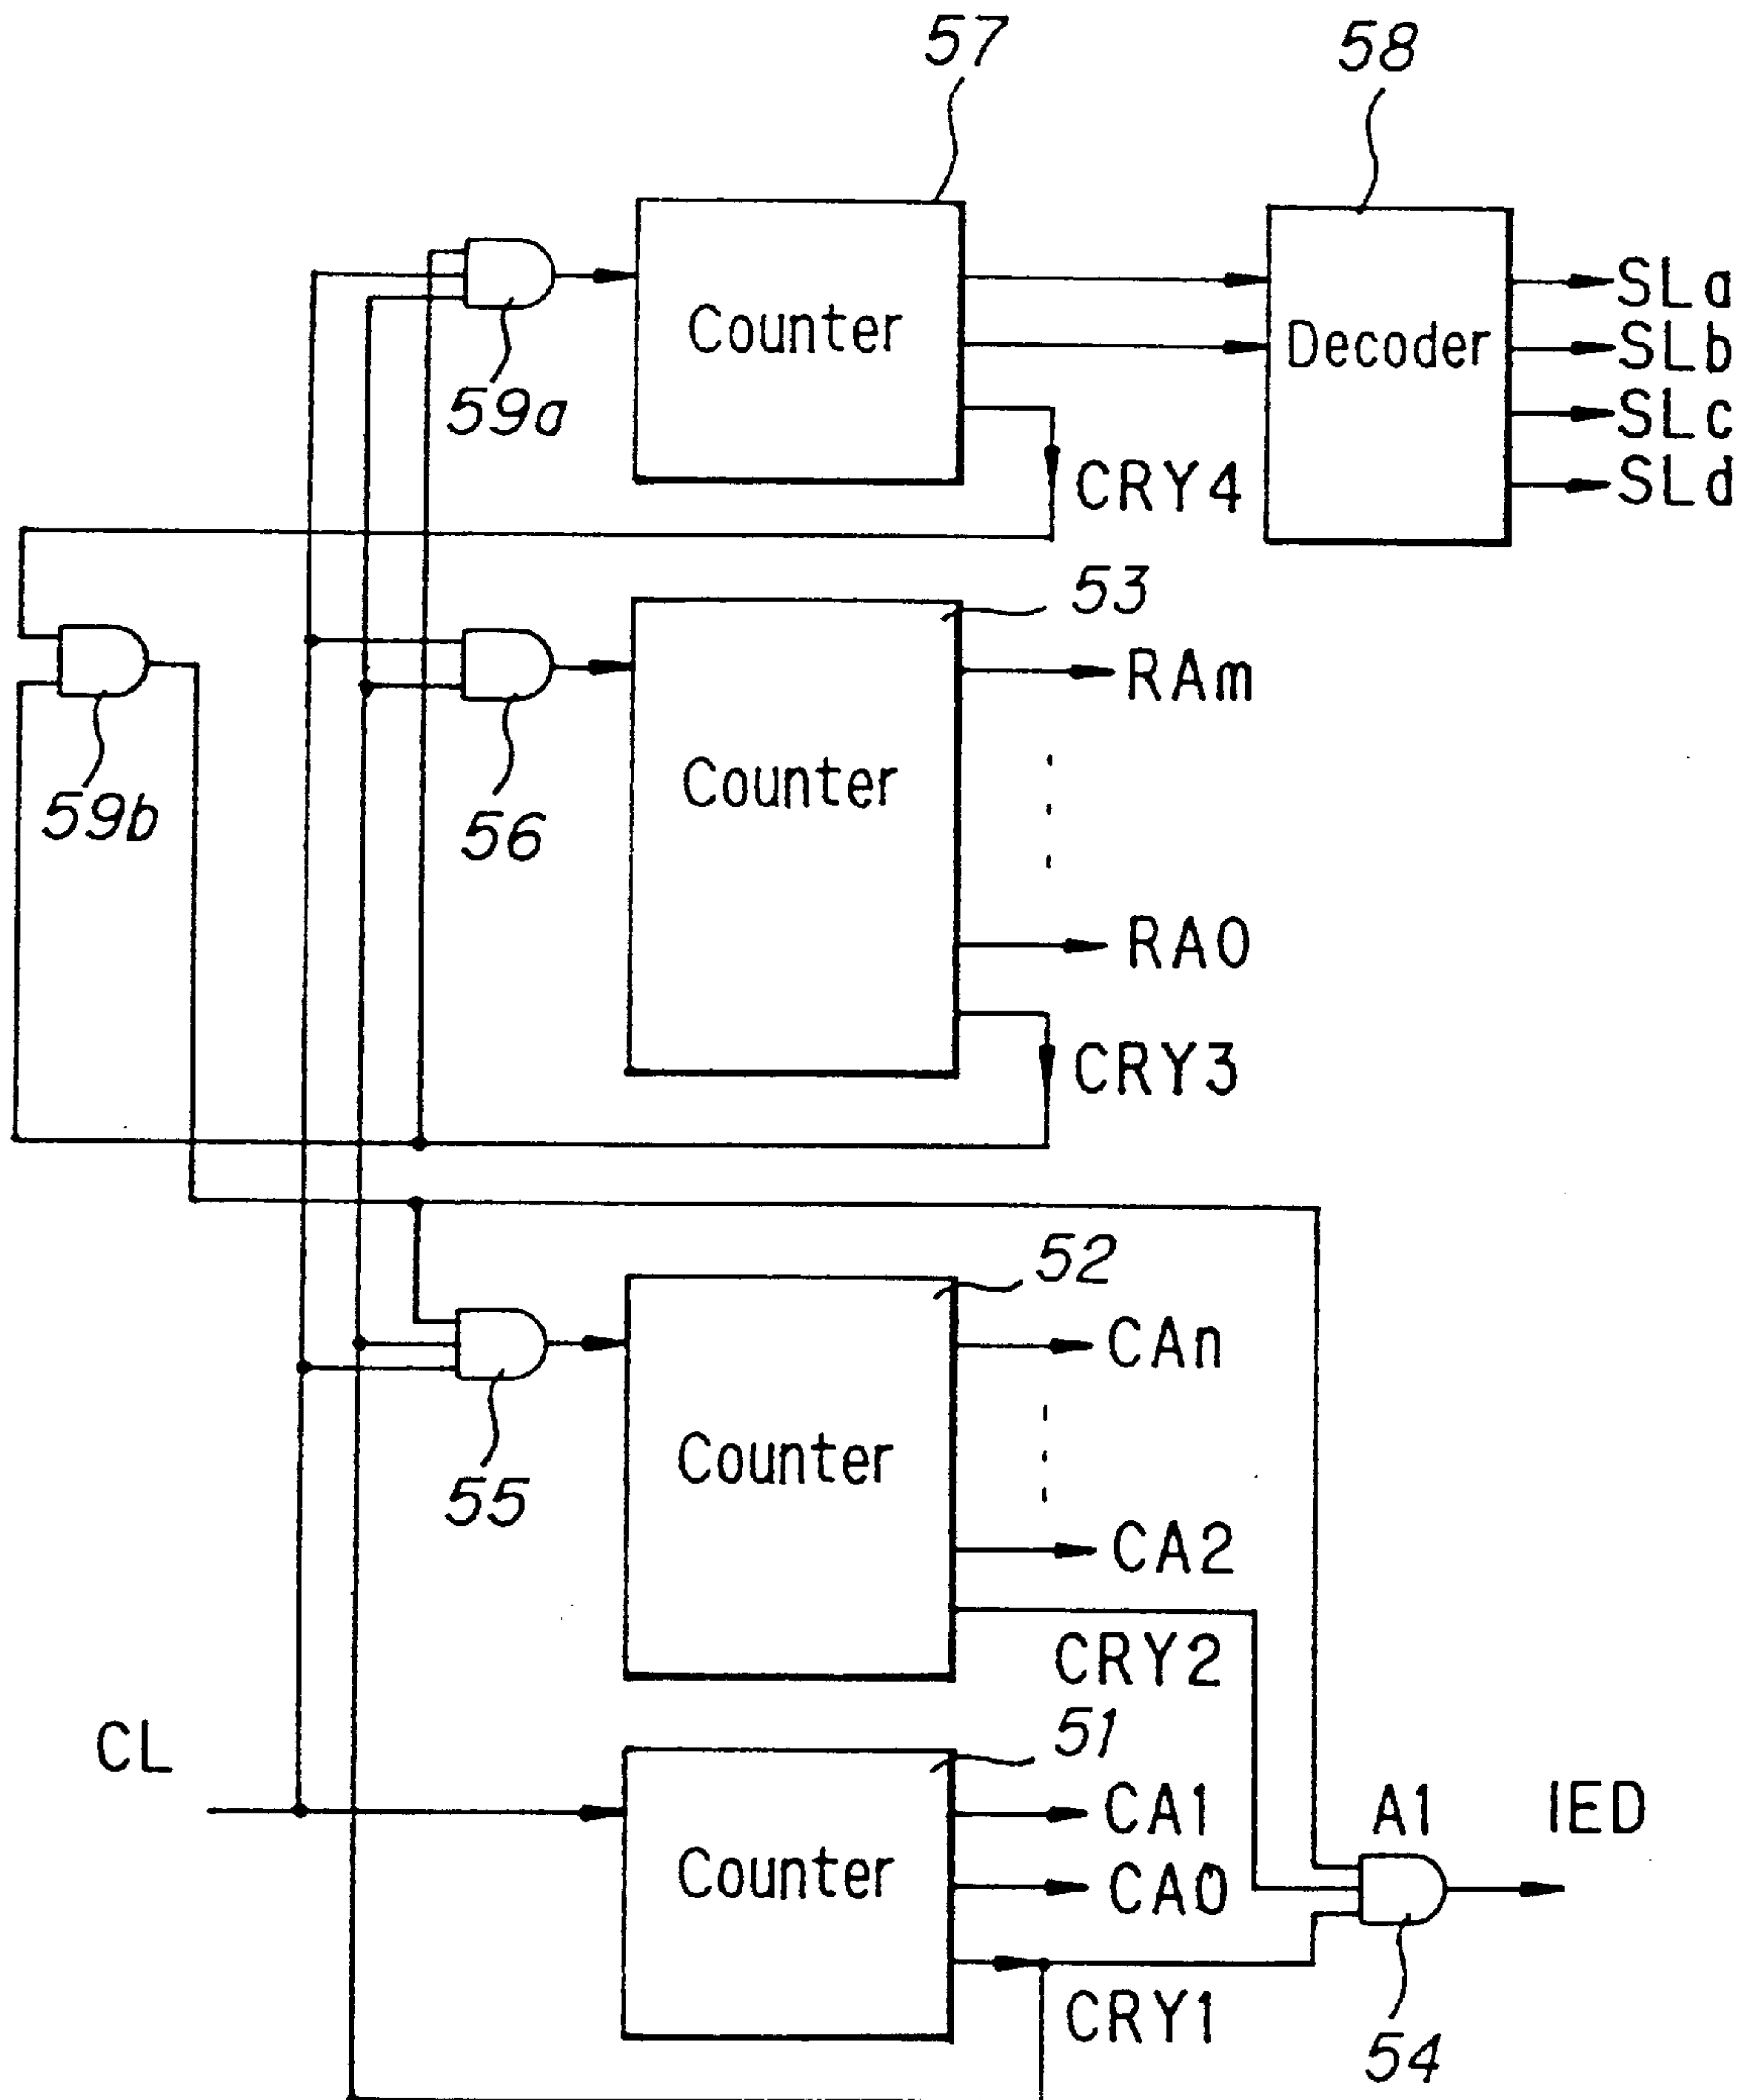 57
58
59a
Counter
Decoder
SLa
SLb
SLc
SLd
CRY4
53
59b
56
Counter
RAm
RA0
CRY3
52
55
Counter
CAn
CA2
CRY2
51
CL
Counter
CA1
CA0
A1
IED
CRY1
54